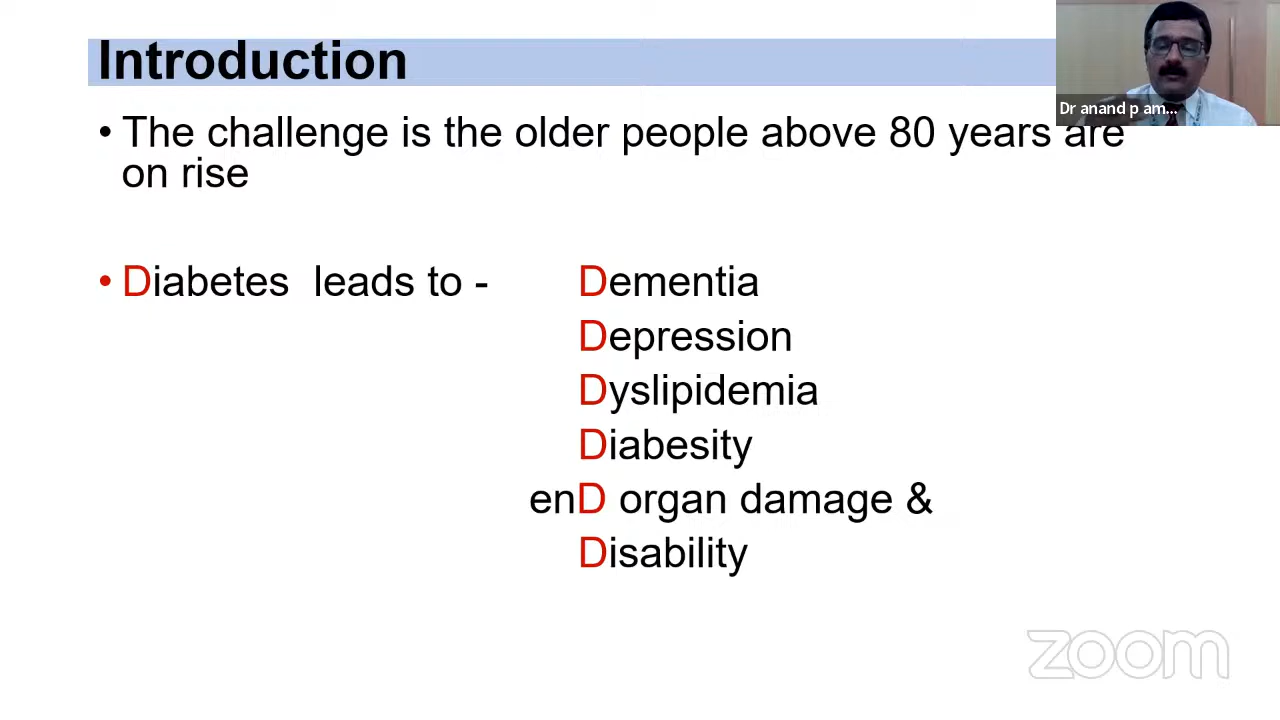 Introduction
Dr anand p am...
• The challenge is the older people above 80 years are
on rise
• Diabetes leads to - Dementia
Depression
Dyslipidemia
Diabesity
enD organ damage &
Disability
zoom